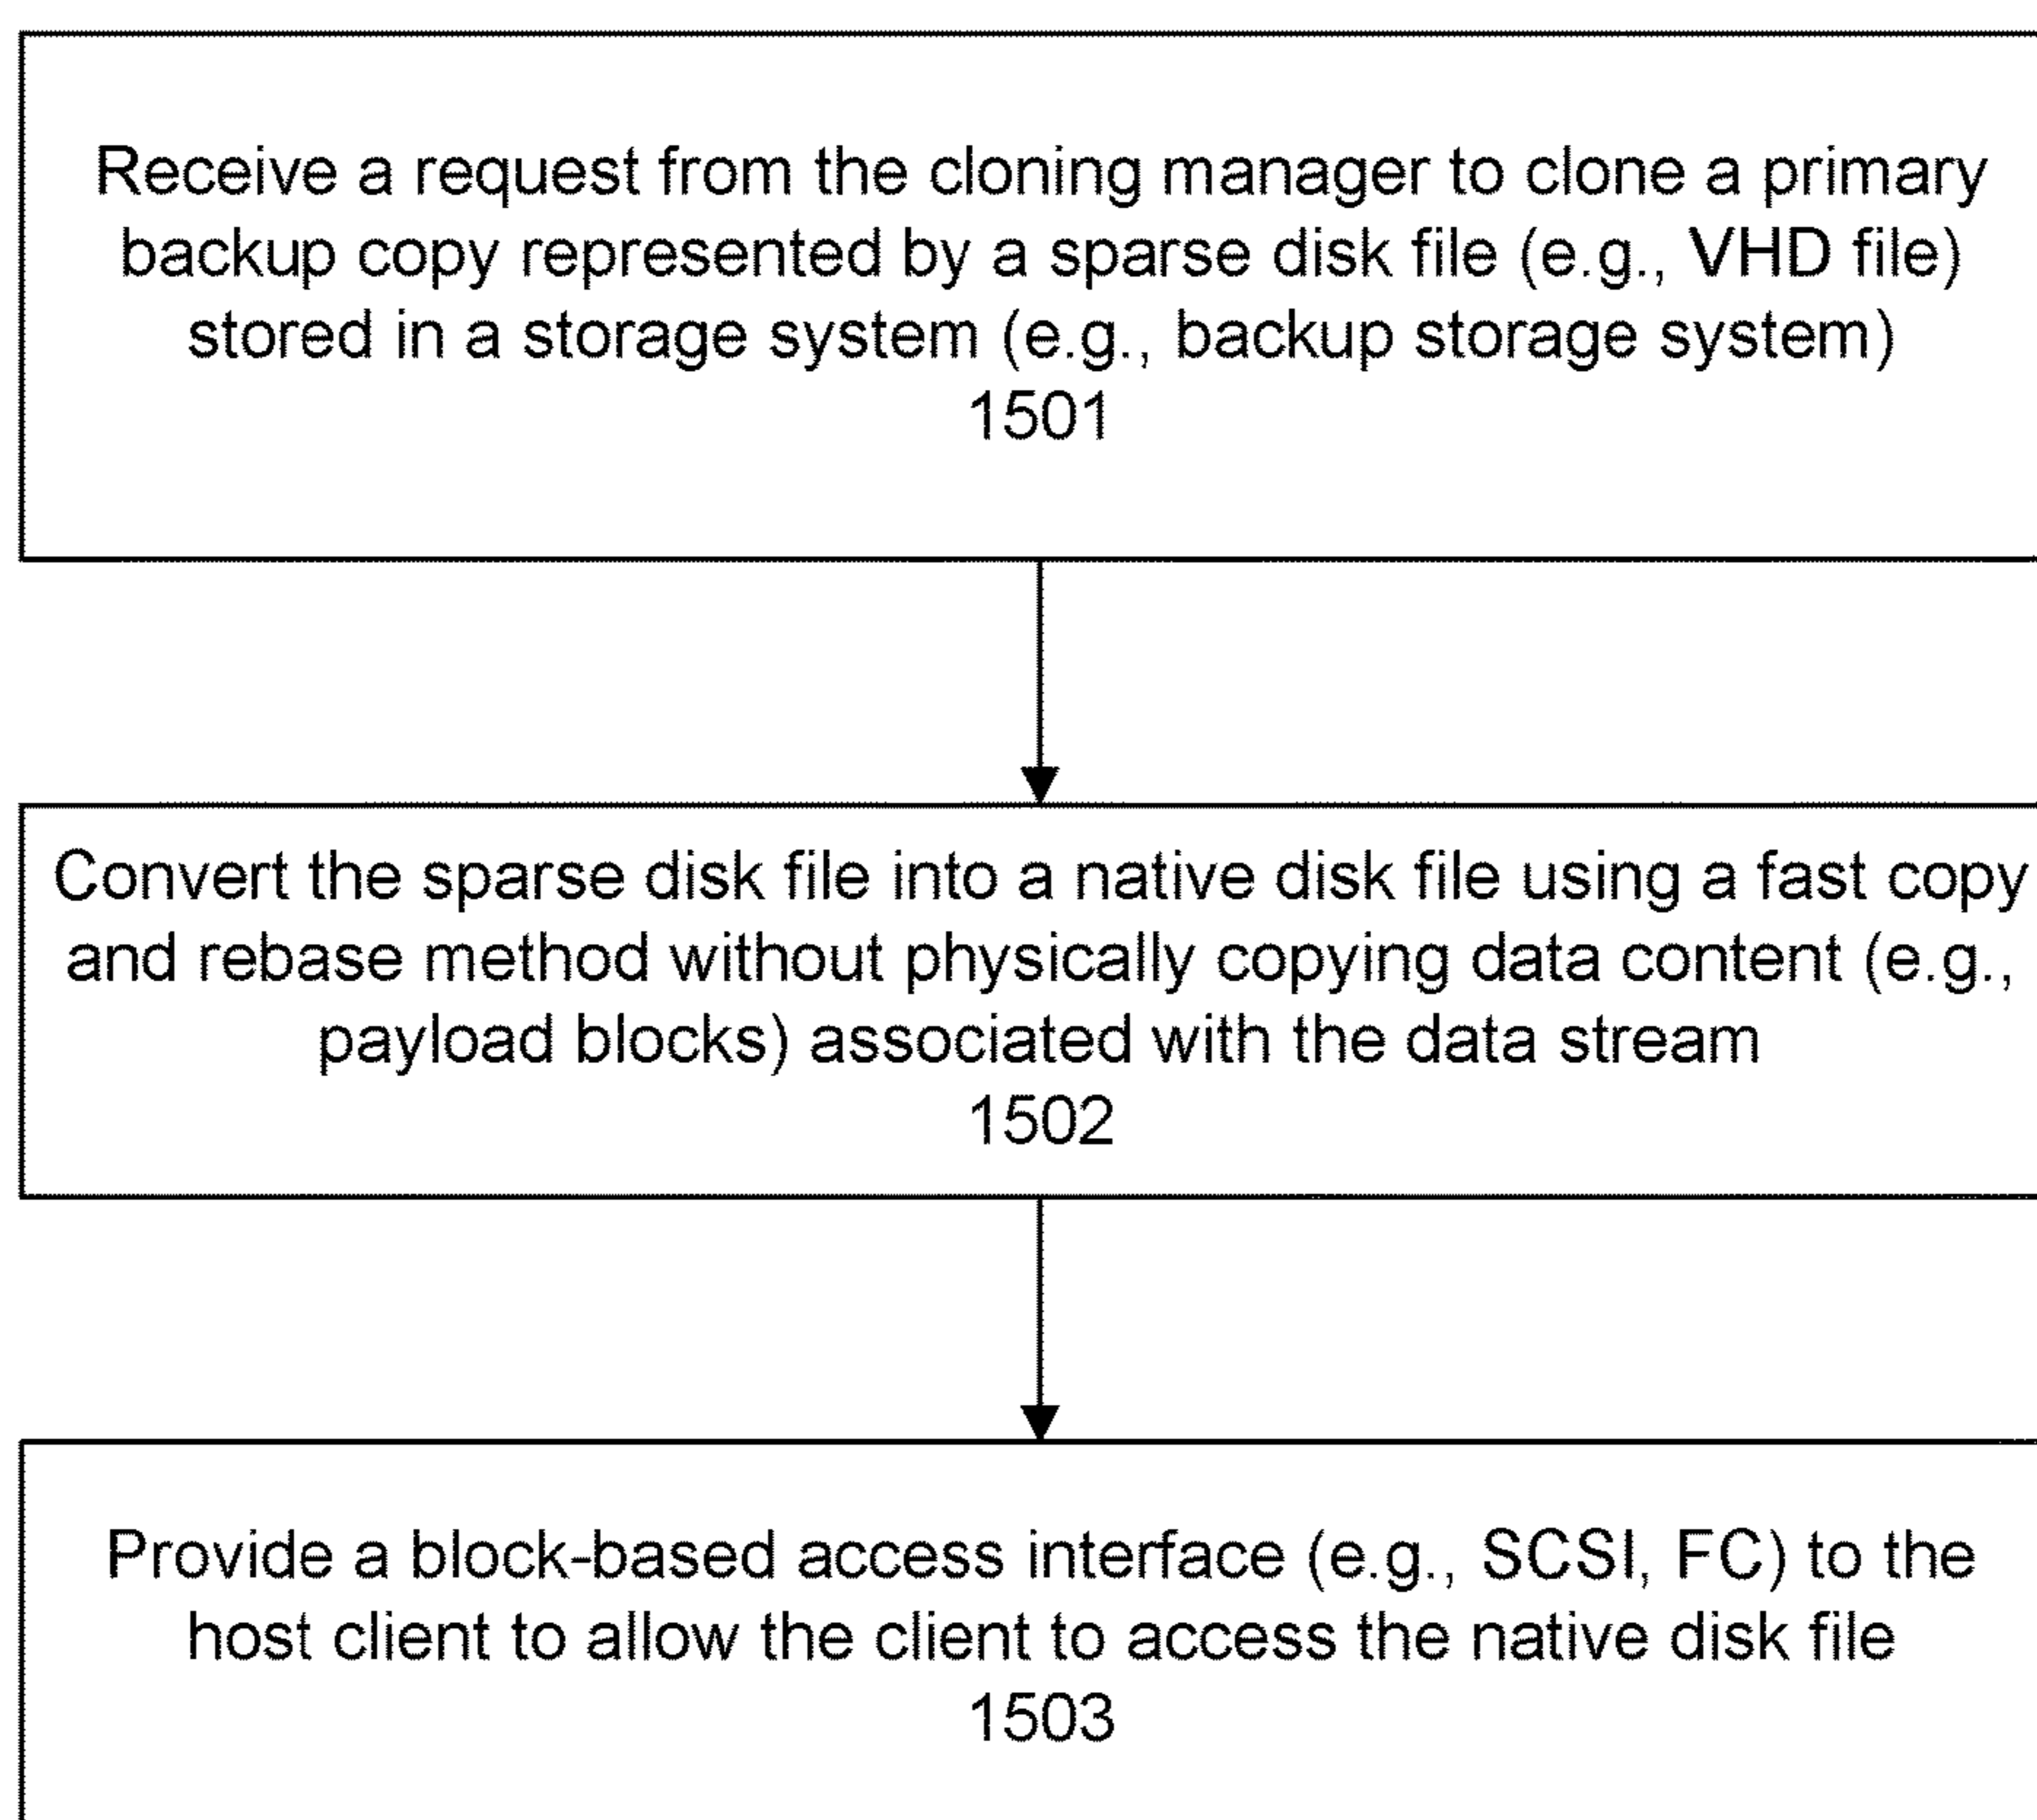 Receive a request from the cloning manager to clone a primary
backup copy represented by a sparse disk file (e.g., VHD file)
stored in a storage system (e.g., backup storage system)
1501
Convert the sparse disk file into a native disk file using a fast copy
and rebase method without physically copying data content (e.g.,
payload blocks) associated with the data stream
1502
Provide a block-based access interface (e.g., SCSI, FC) to the
host client to allow the client to access the native disk file
1503